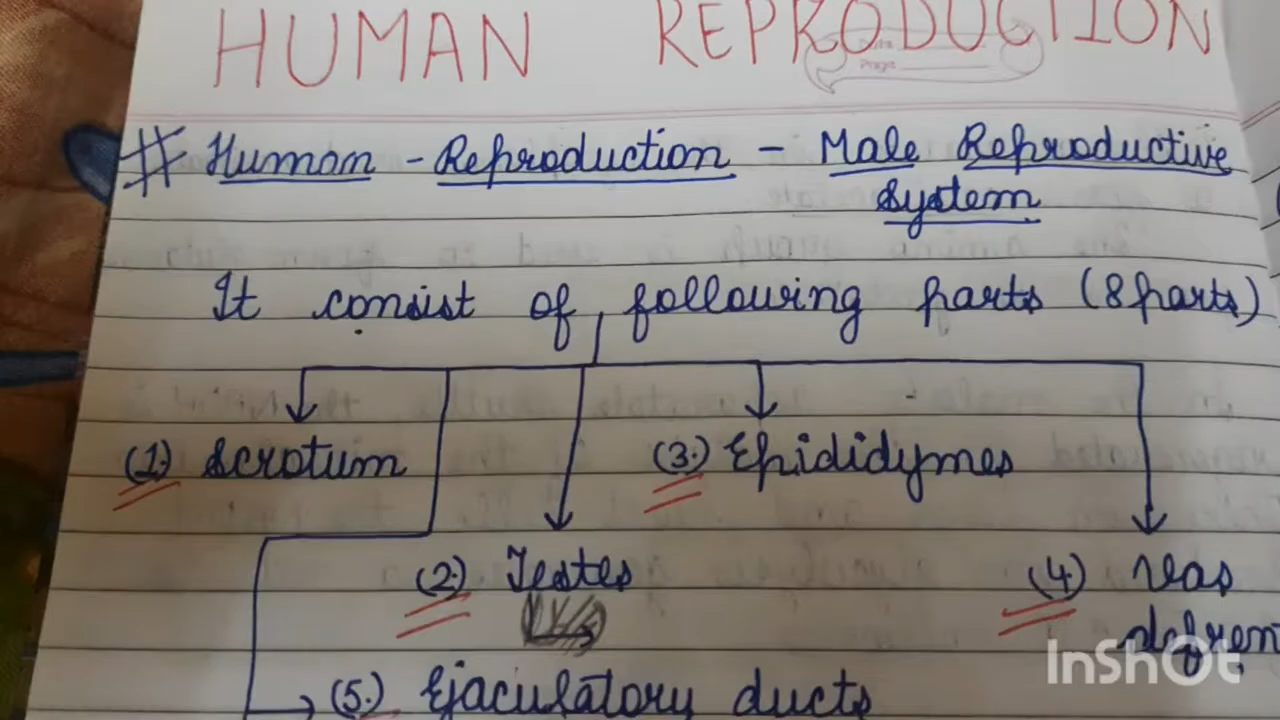 HUMAN REPRODUCTION
# Human - Reproduction - Male Reproductive
System
It consist of following parts (8 parts)
(1.) Scrotum
(3.) Epididymes
(2.) Testes
(4.) Vas
defren
(5.) Ejaculatory ducts
InShOt